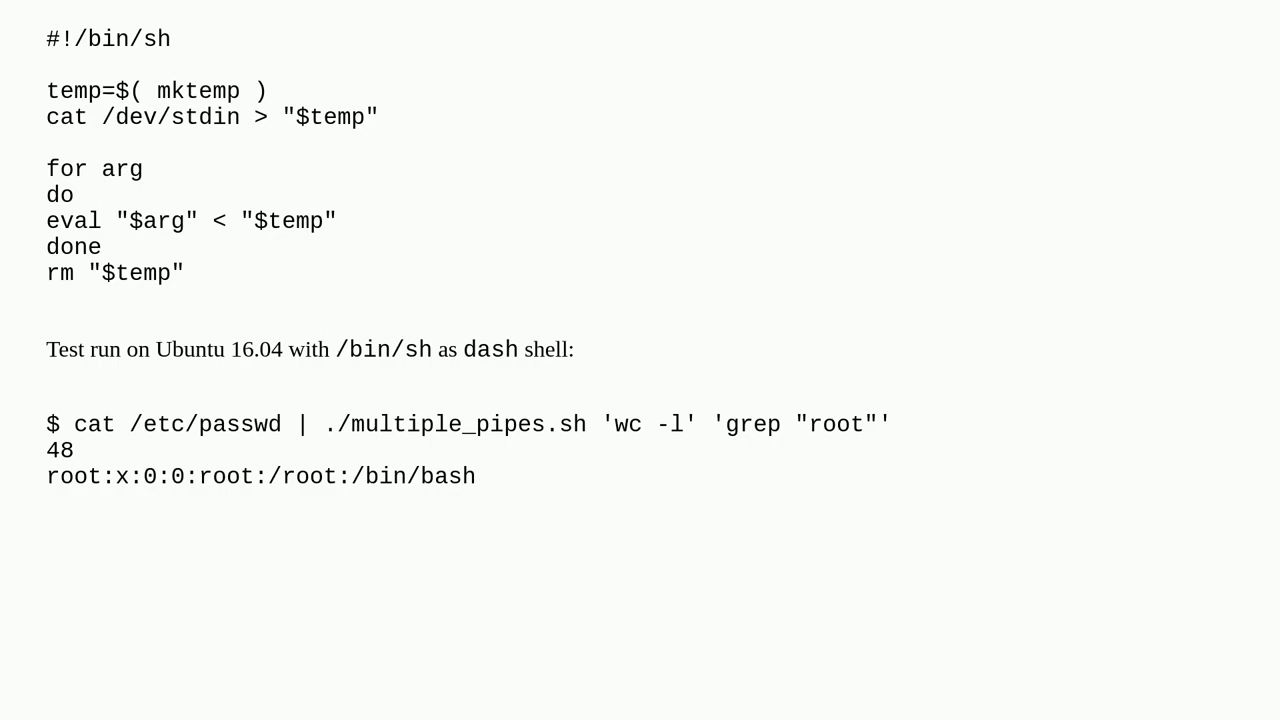 #!/bin/sh
temp=$( mktemp )
cat /dev/stdin > "$temp"
for arg
do
eval "$arg" < "$temp"
done
rm "$temp"
Test run on Ubuntu 16.04 with /bin/sh as dash shell:
$ cat /etc/passwd | ./multiple_pipes.sh 'wc -l' 'grep "root"'
48
root:x:0:0:root:/root:/bin/bash